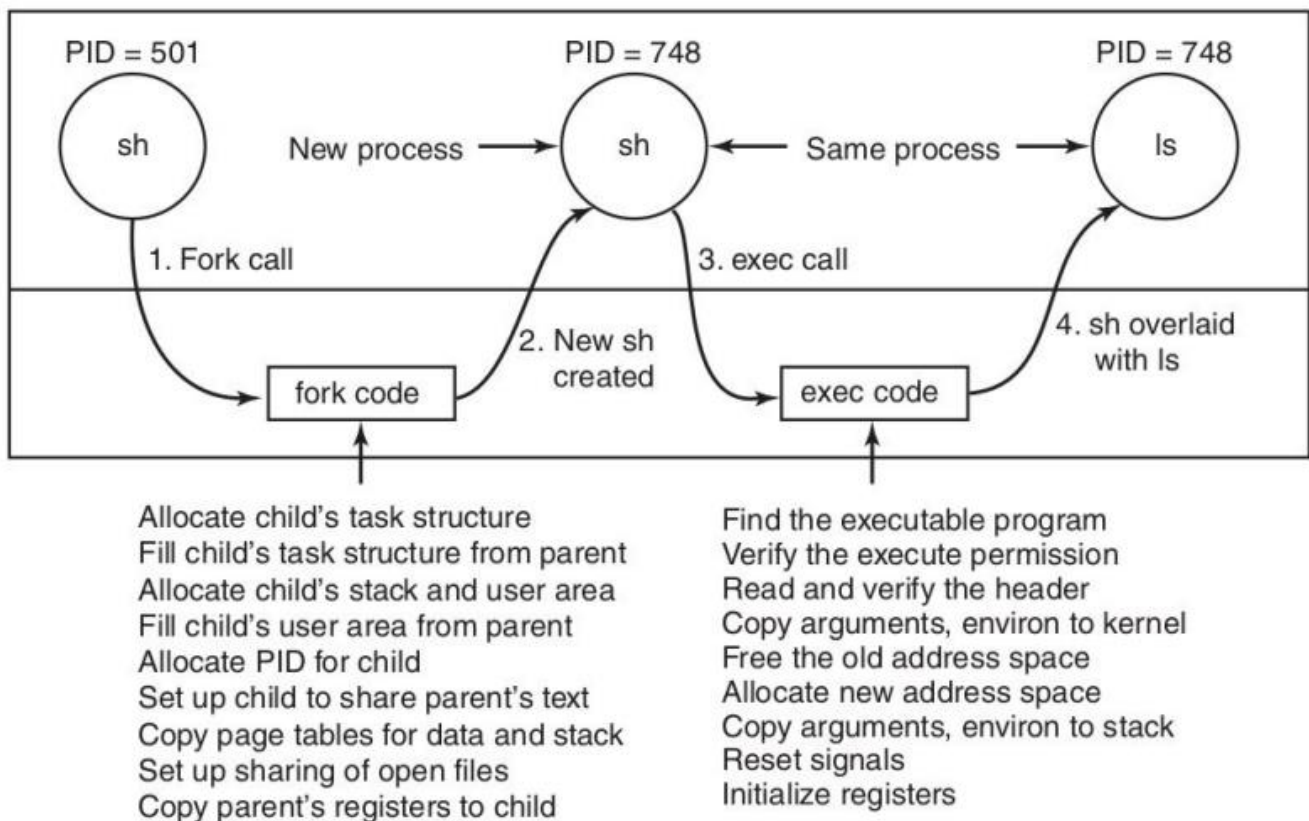 PID = 501
PID = 748
PID = 748
sh
New process
sh
Same process
ls
1. Fork call
3. exec call
2. New sh
created
4. sh overlaid
with ls
fork code
exec code
Allocate child's task structure
Fill child's task structure from parent
Allocate child's stack and user area
Fill child's user area from parent
Allocate PID for child
Set up child to share parent's text
Copy page tables for data and stack
Set up sharing of open files
Copy parent's registers to child
Find the executable program
Verify the execute permission
Read and verify the header
Copy arguments, environ to kernel
Free the old address space
Allocate new address space
Copy arguments, environ to stack
Reset signals
Initialize registers